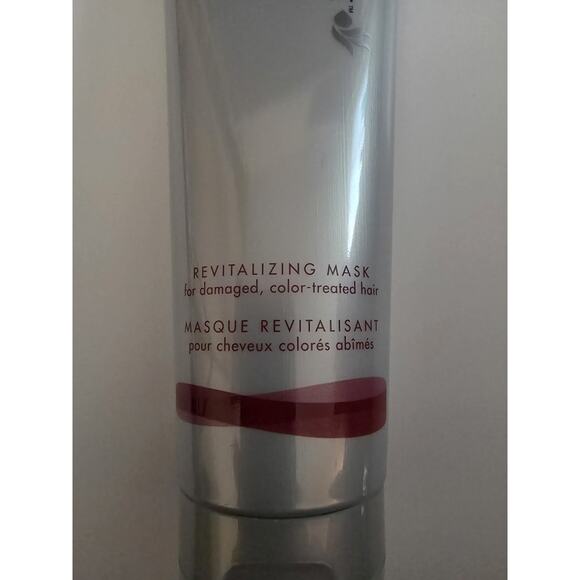 REVITALIZING MASK
for damaged, color-treated hair
MASQUE REVITALISANT
pour cheveux colorés abîmés